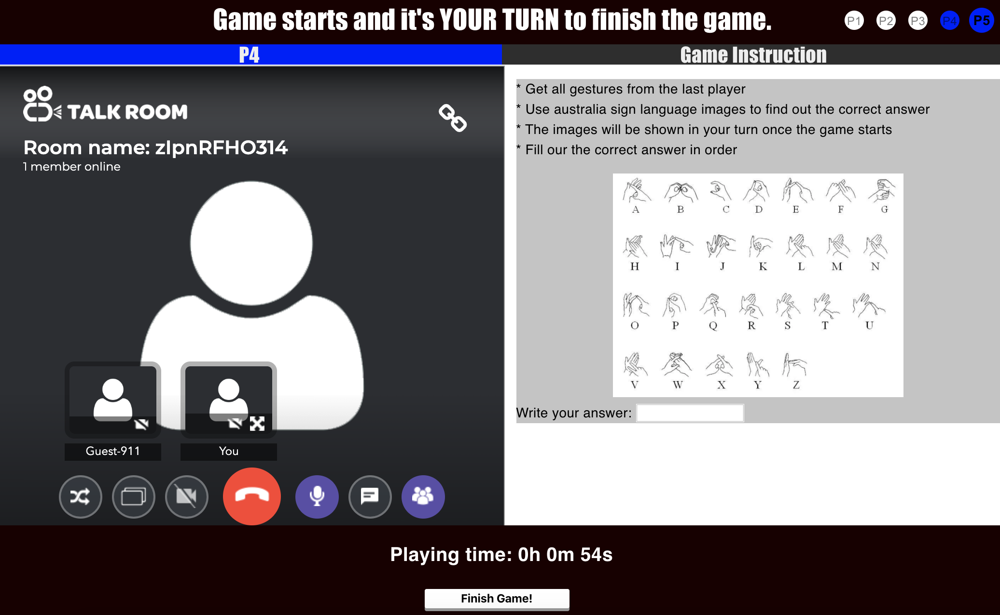 Game starts and it's YOUR TURN to finish the game.
P1 P2 P3 P4 P5
P4
Game Instruction
TALK ROOM
Room name: zIpnRFHO314
1 member online
Guest-911
You
* Get all gestures from the last player
* Use australia sign language images to find out the correct answer
* The images will be shown in your turn once the game starts
* Fill our the correct answer in order
A B C D E F G
H I J K L M N
O P Q R S T U
V W X Y Z
Write your answer:
Playing time: 0h 0m 54s
Finish Game!